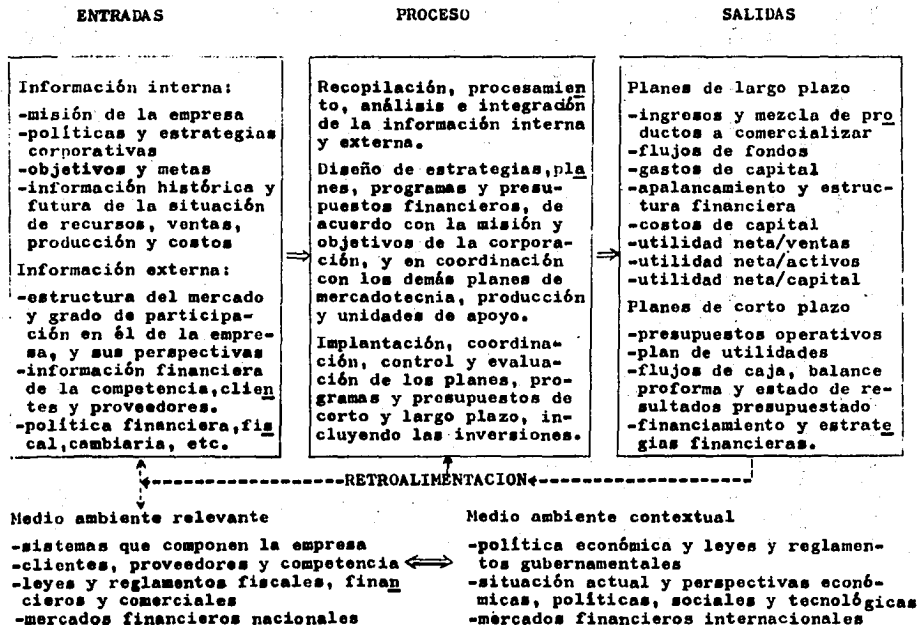 ENTRADAS
PROCESO
SALIDAS
Información interna:
-misión de la empresa
-políticas y estrategias
corporativas
-objetivos y metas
-información histórica y
futura de la situación
de recursos, ventas,
producción y costos
Información externa:
-estructura del mercado
y grado de participa-
ción en él de la empre-
sa, y sus perspectivas
-información financiera
de la competencia,clien
tes y proveedores.
-política financiera,fis
cal,cambiaria, etc.
Recopilación, procesamien
to, análisis e integración
de la información interna
y externa.
Diseño de estrategias,pla
nes, programas y presu-
puestos financieros, de
acuerdo con la misión y
objetivos de la corpora-
ción, y en coordinación
con los demás planes de
mercadotecnia, producción
y unidades de apoyo.
Implantación, coordina-
ción, control y evalua-
ción de los planes, pro-
gramas y presupuestos de
corto y largo plazo, in-
cluyendo las inversiones.
Planes de largo plazo
-ingresos y mezcla de pro
ductos a comercializar
-flujos de fondos
-gastos de capital
-apalancamiento y estruc-
tura financiera
-costos de capital
-utilidad neta/ventas
-utilidad neta/activos
-utilidad neta/capital
Planes de corto plazo
-presupuestos operativos
-plan de utilidades
-flujos de caja, balance
proforma y estado de re-
sultados presupuestado
-financiamiento y estrate
gias financieras.
RETROALIMENTACION
Medio ambiente relevante
-sistemas que componen la empresa
-clientes, proveedores y competencia
-leyes y reglamentos fiscales, finan
cieros y comerciales
-mercados financieros nacionales
Medio ambiente contextual
-política económica y leyes y reglamen-
tos gubernamentales
-situación actual y perspectivas econó-
micas, políticas, sociales y tecnológicas
-mercados financieros internacionales